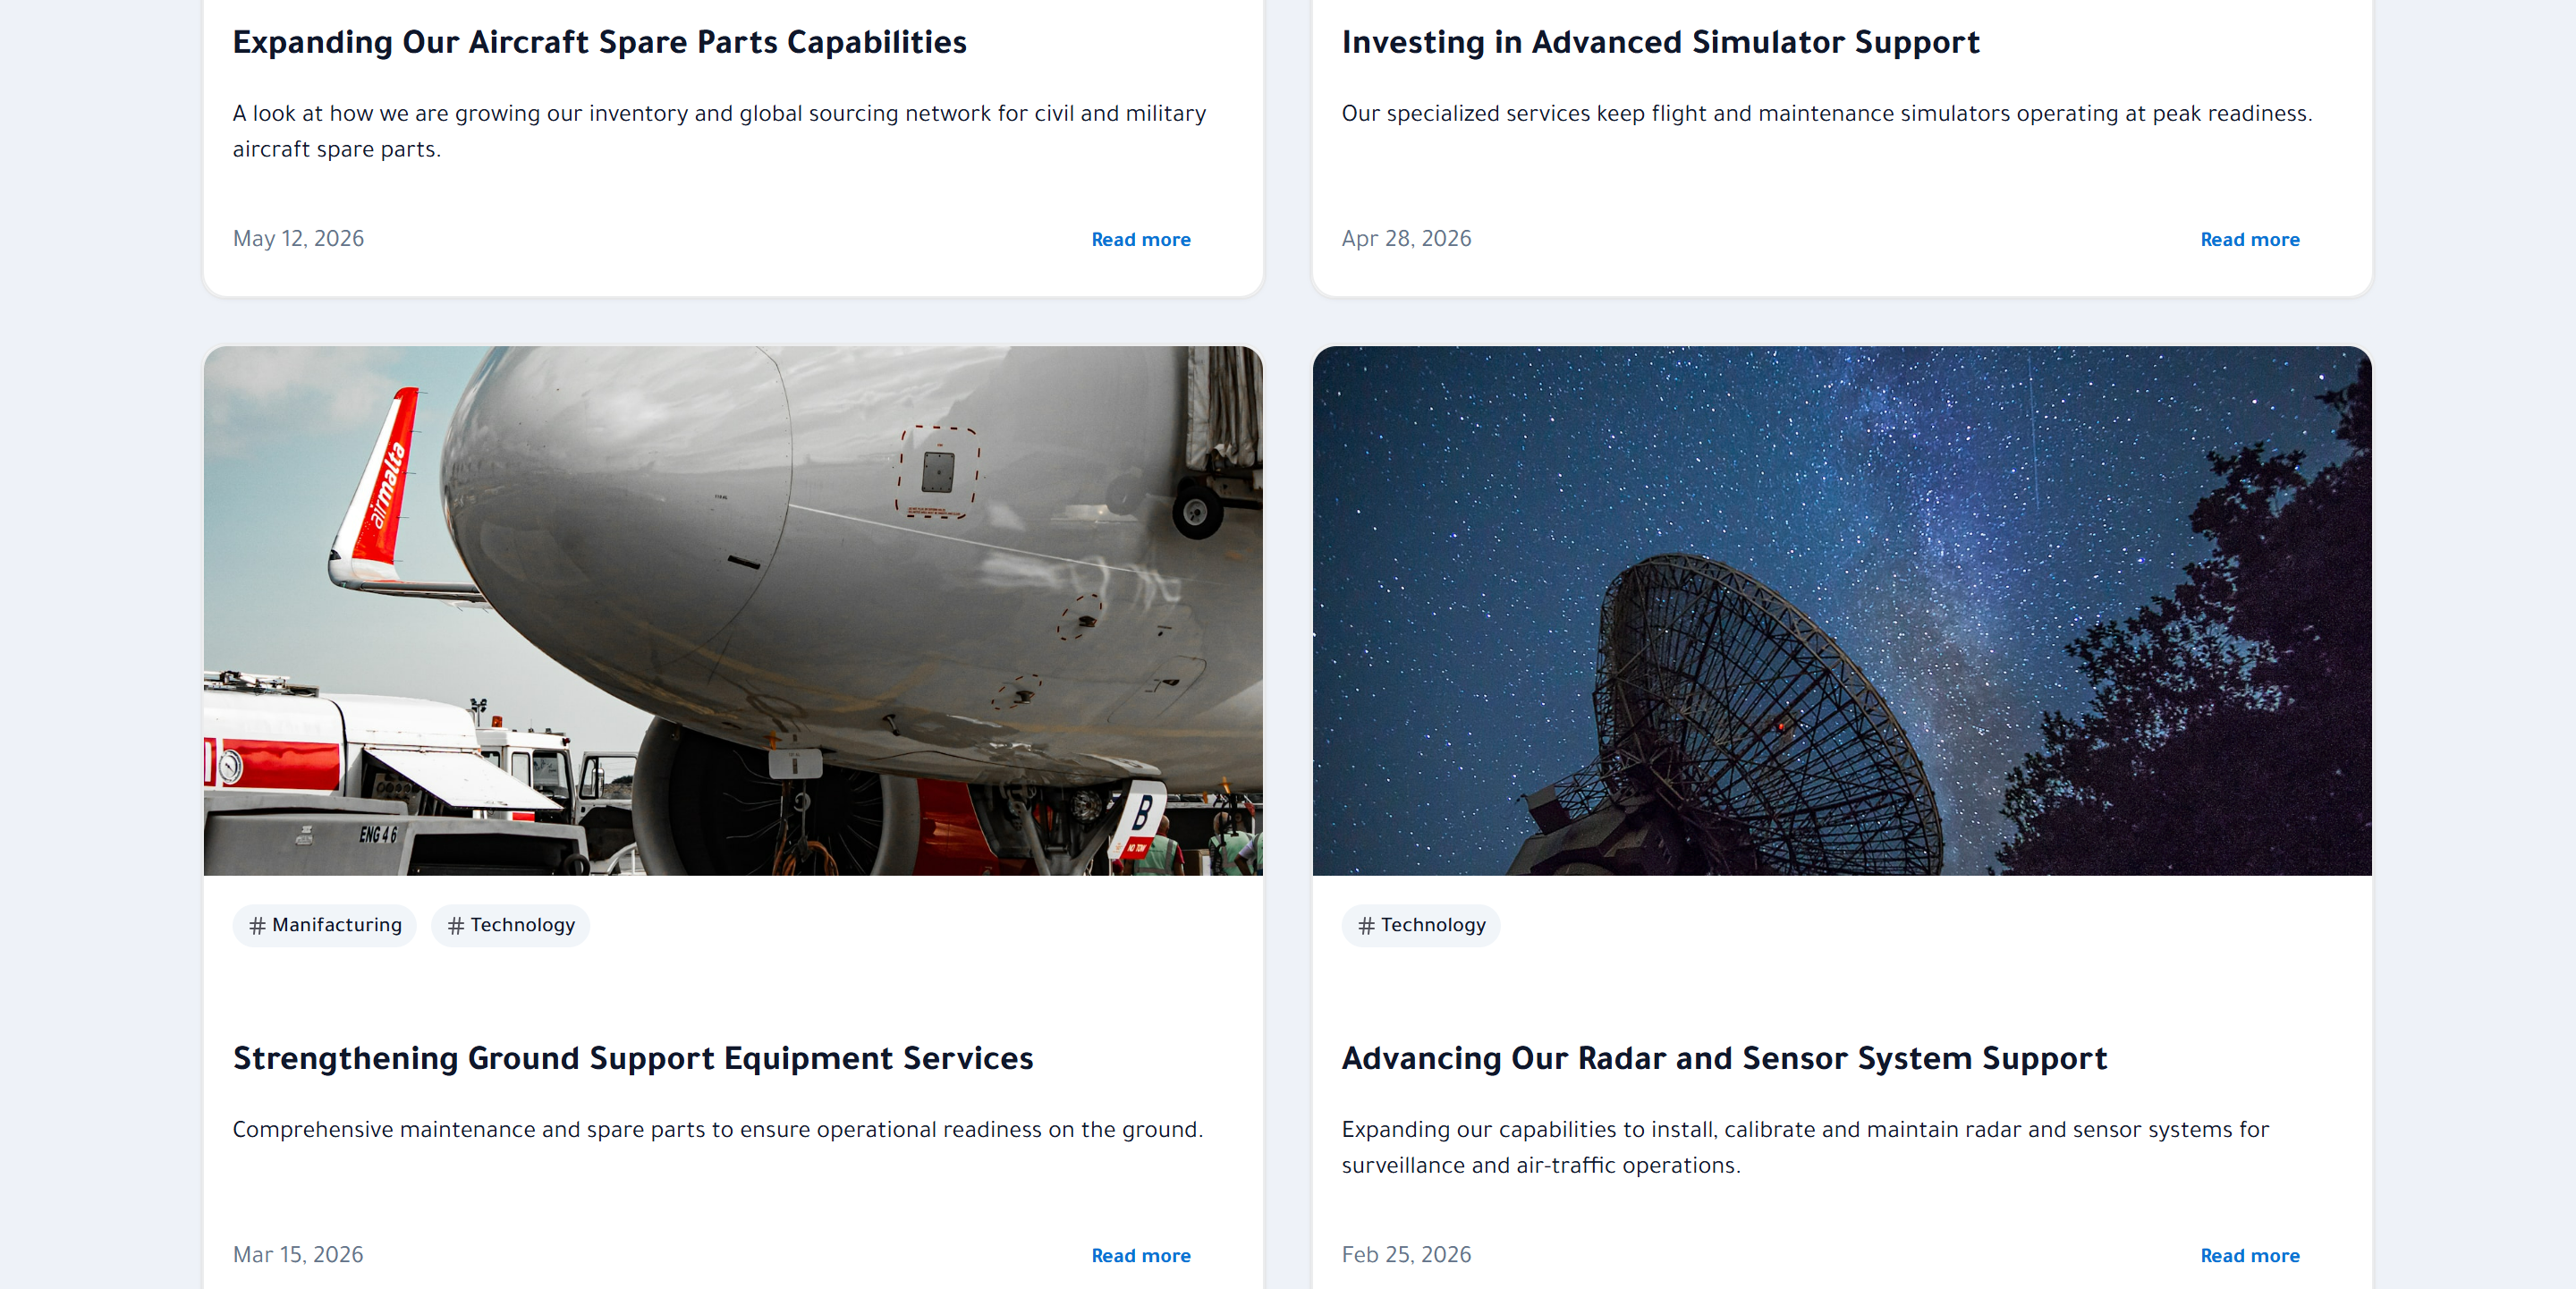 Expanding Our Aircraft Spare Parts Capabilities
A look at how we are growing our inventory and global sourcing network for civil and military
aircraft spare parts.
May 12, 2026
Read more
Investing in Advanced Simulator Support
Our specialized services keep flight and maintenance simulators operating at peak readiness.
Apr 28, 2026
Read more
airmalta
ENG 46
B
NO TOW
# Manifacturing
# Technology
Strengthening Ground Support Equipment Services
Comprehensive maintenance and spare parts to ensure operational readiness on the ground.
Mar 15, 2026
Read more
# Technology
Advancing Our Radar and Sensor System Support
Expanding our capabilities to install, calibrate and maintain radar and sensor systems for
surveillance and air-traffic operations.
Feb 25, 2026
Read more